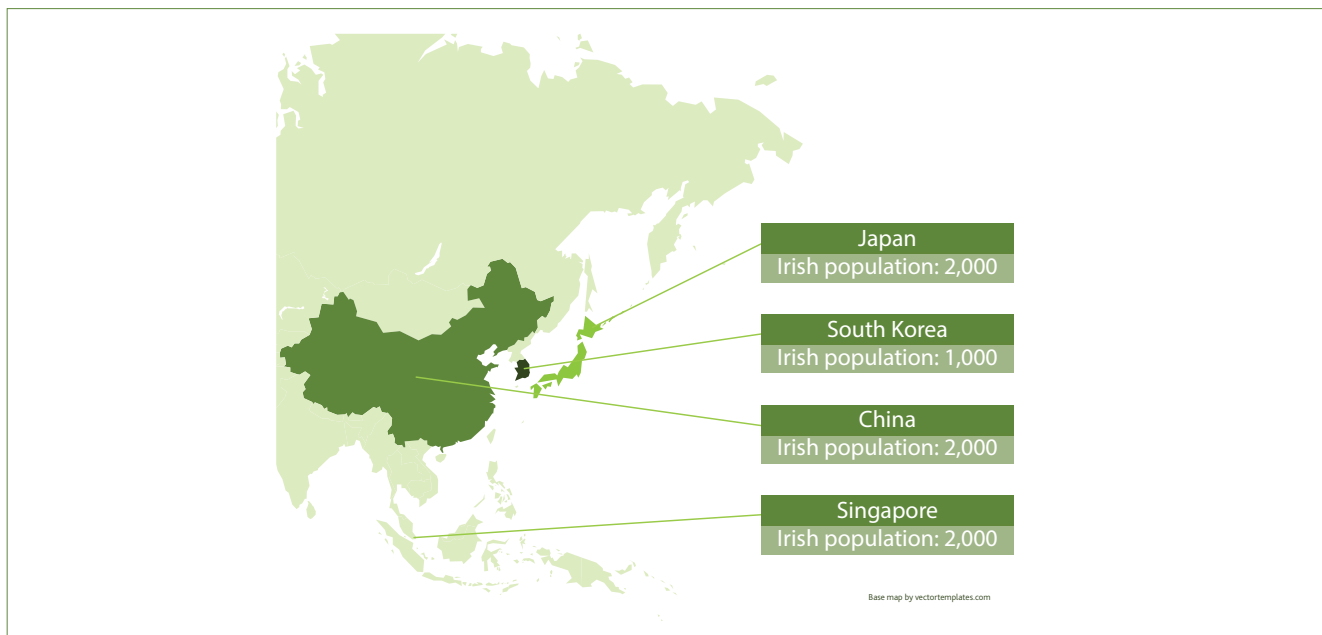 Japan
Irish population: 2,000
South Korea
Irish population: 1,000
China
Irish population: 2,000
Singapore
Irish population: 2,000
Base map by vectortemplates.com